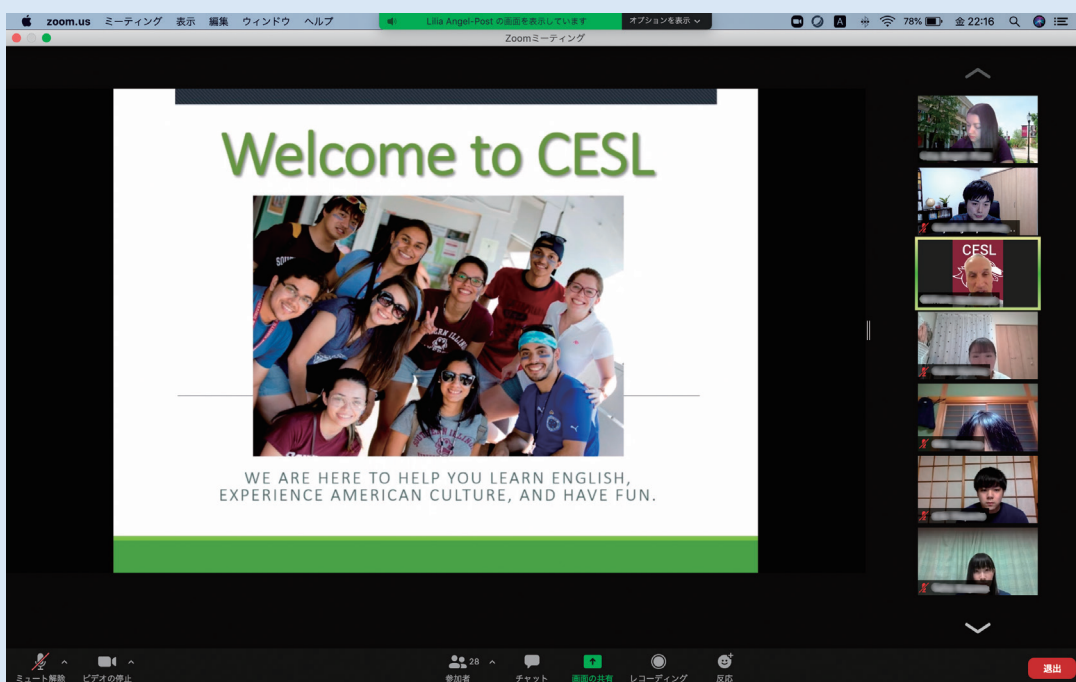 zoom.us ミーティング 表示 編集 ウィンドウ ヘルプ
Lilia Angel-Post の画面を表示しています
オプションを表示
A
78%
金 22:16
Zoomミーティング
Welcome to CESL
WE ARE HERE TO HELP YOU LEARN ENGLISH,
EXPERIENCE AMERICAN CULTURE, AND HAVE FUN.
CESL
ミュート解除
ビデオの停止
28
参加者
チャット
画面の共有
レコーディング
反応
退出